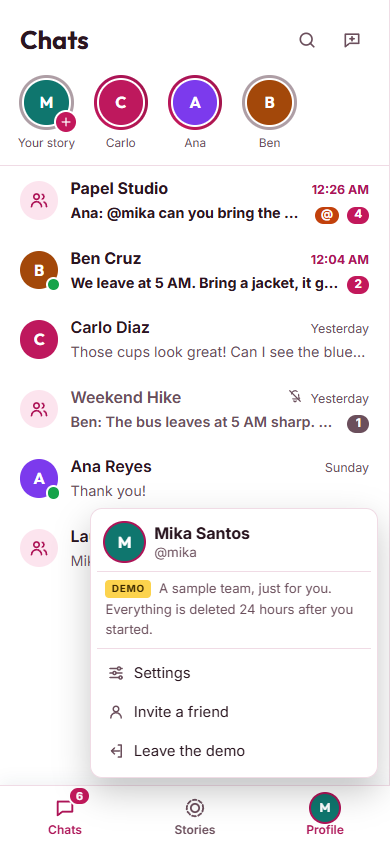 Chats
M
C
A
B
Your story
Carlo
Ana
Ben
Papel Studio
12:26 AM
Ana: @mika can you bring the ...
@
4
B
Ben Cruz
12:04 AM
We leave at 5 AM. Bring a jacket, it g...
2
C
Carlo Diaz
Yesterday
Those cups look great! Can I see the blue...
Weekend Hike
Yesterday
Ben: The bus leaves at 5 AM sharp. ...
1
A
Ana Reyes
Sunday
Thank you!
M
Mika Santos
@mika
DEMO A sample team, just for you.
Everything is deleted 24 hours after you
started.
Settings
Invite a friend
Leave the demo
6
Chats
Stories
M
Profile